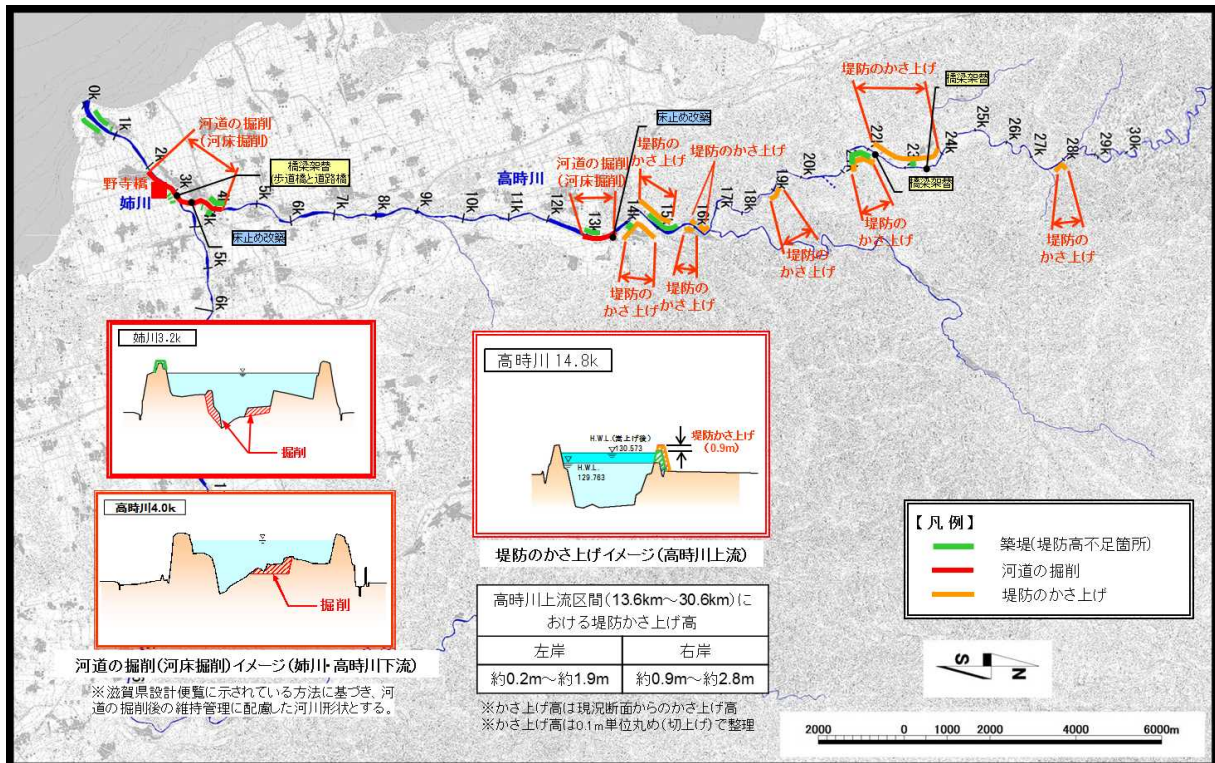 0k
1k
2k
3k
4k
5k
6k
7k
8k
9k
10k
11k
12k
13k
14k
15
16k
17k
18k
19k
20k
22k
23
24k
25k
26k
27k
28k
29k
30k
4k
5k
6k
河道の掘削
(河床掘削)
橋梁架替
歩道橋と道路橋
野寺橋
姉川
床止め改築
高時川
河道の掘削
(河床掘削)
床止め改築
堤防の
かさ上げ
堤防のかさ上げ
堤防の
かさ上げ
堤防の
かさ上げ
堤防の
かさ上げ
堤防のかさ上げ
橋梁架替
橋梁架替
堤防の
かさ上げ
堤防の
かさ上げ
姉川3.2k
掘削
高時川4.0k
掘削
河道の掘削(河床掘削)イメージ(姉川・高時川下流)
※滋賀県設計便覧に示されている方法に基づき、河
道の掘削後の維持管理に配慮した河川形状とする。
高時川 14.8k
H.W.L.(嵩上げ後)
130.573
H.W.L.
129.763
堤防かさ上げ
(0.9m)
堤防のかさ上げイメージ(高時川上流)
高時川上流区間(13.6km～30.6km)に
おける堤防かさ上げ高
左岸 右岸
約0.2m～約1.9m 約0.9m～約2.8m
※かさ上げ高は現況断面からのかさ上げ高
※かさ上げ高は0.1m単位丸め(切上げ)で整理
【凡例】
築堤(堤防高不足箇所)
河道の掘削
堤防のかさ上げ
S N
2000 0 1000 2000 4000 6000m